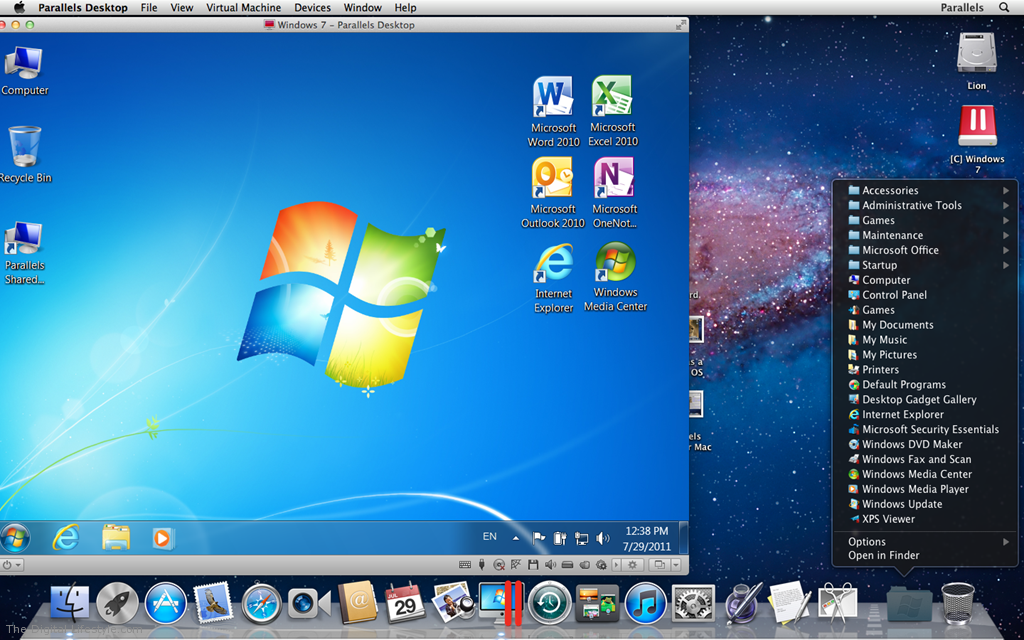 Parallels Desktop File View Virtual Machine Devices Window Help
Parallels
Windows 7 - Parallels Desktop
Computer
Recycle Bin
Parallels
Shared...
Microsoft
Word 2010
Microsoft
Excel 2010
Microsoft
Outlook 2010
Microsoft
OneNot...
Internet
Explorer
Windows
Media Center
EN
12:38 PM
7/29/2011
Lion
[C] Windows
7
OS
r Mac
Accessories
Administrative Tools
Games
Maintenance
Microsoft Office
Startup
Computer
Control Panel
Games
My Documents
My Music
My Pictures
Printers
Default Programs
Desktop Gadget Gallery
Internet Explorer
Microsoft Security Essentials
Windows DVD Maker
Windows Fax and Scan
Windows Media Center
Windows Media Player
Windows Update
XPS Viewer
Options
Open in Finder
JUL
29